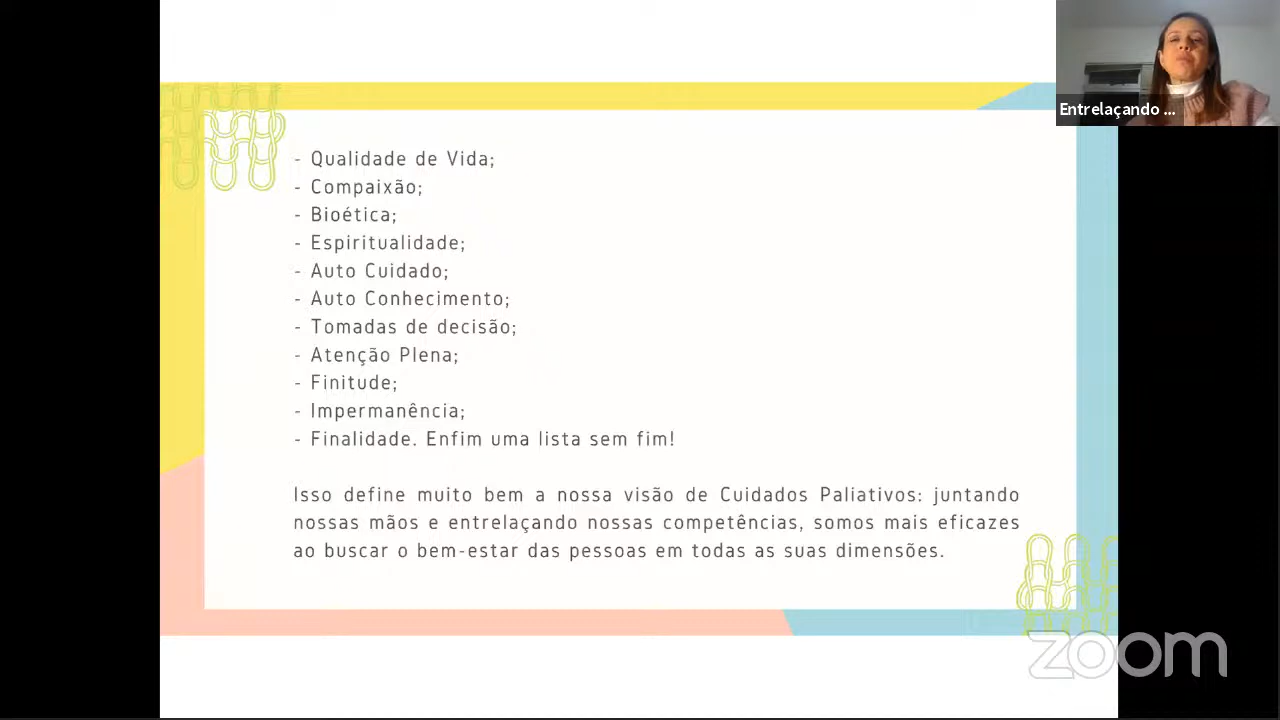 Entrelaçando ...
- Qualidade de Vida;
- Compaixão;
- Bioética;
- Espiritualidade;
- Auto Cuidado;
- Auto Conhecimento;
- Tomadas de decisão;
- Atenção Plena;
- Finitude;
- Impermanência;
- Finalidade. Enfim uma lista sem fim!
Isso define muito bem a nossa visão de Cuidados Paliativos: juntando
nossas mãos e entrelaçando nossas competências, somos mais eficazes
ao buscar o bem-estar das pessoas em todas as suas dimensões.
zoom